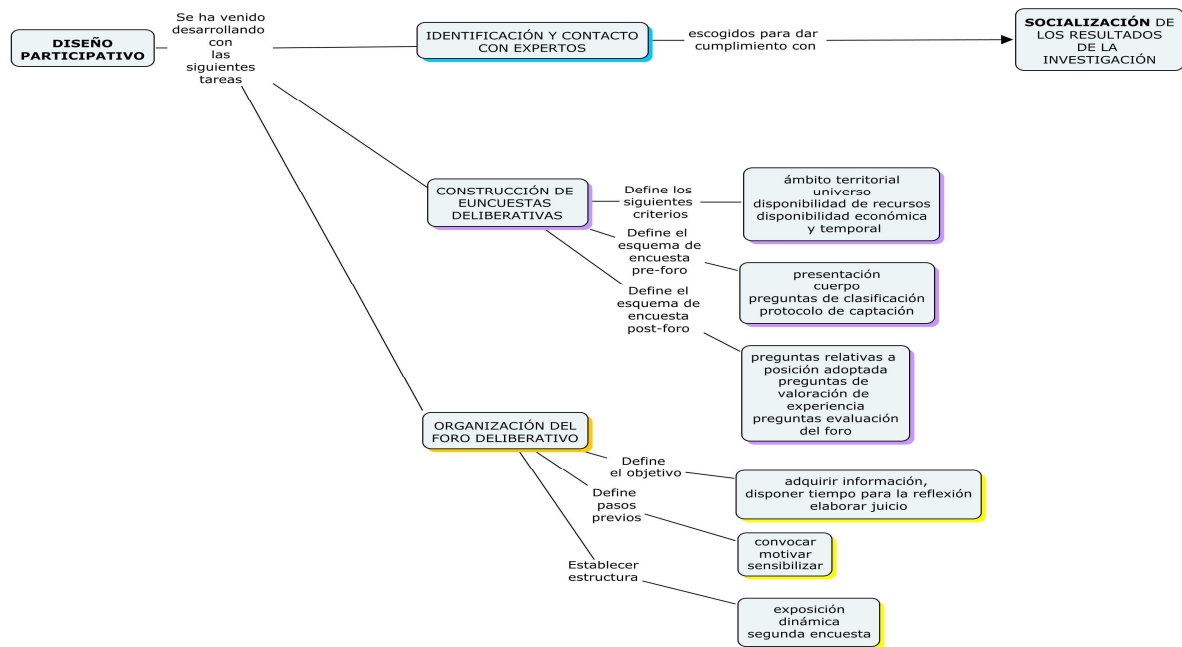 DISEÑO
PARTICIPATIVO
Se ha venido
desarrollando
con
las
siguientes
tareas
IDENTIFICACIÓN Y CONTACTO
CON EXPERTOS
escogidos para dar
cumplimiento con
SOCIALIZACIÓN DE
LOS RESULTADOS
DE LA
INVESTIGACIÓN
CONSTRUCCIÓN DE
EUNCUESTAS
DELIBERATIVAS
Define los
siguientes
criterios
ámbito territorial
universo
disponibilidad de recursos
disponibilidad económica
y temporal
Define el
esquema de
encuesta
pre-foro
presentación
cuerpo
preguntas de clasificación
protocolo de captación
Define el
esquema de
encuesta
post-foro
preguntas relativas a
posición adoptada
preguntas de
valoración de
experiencia
preguntas evaluación
del foro
ORGANIZACIÓN DEL
FORO DELIBERATIVO
Define
el objetivo
adquirir información,
disponer tiempo para la reflexión
elaborar juicio
Define
pasos
previos
convocar
motivar
sensibilizar
Establecer
estructura
exposición
dinámica
segunda encuesta